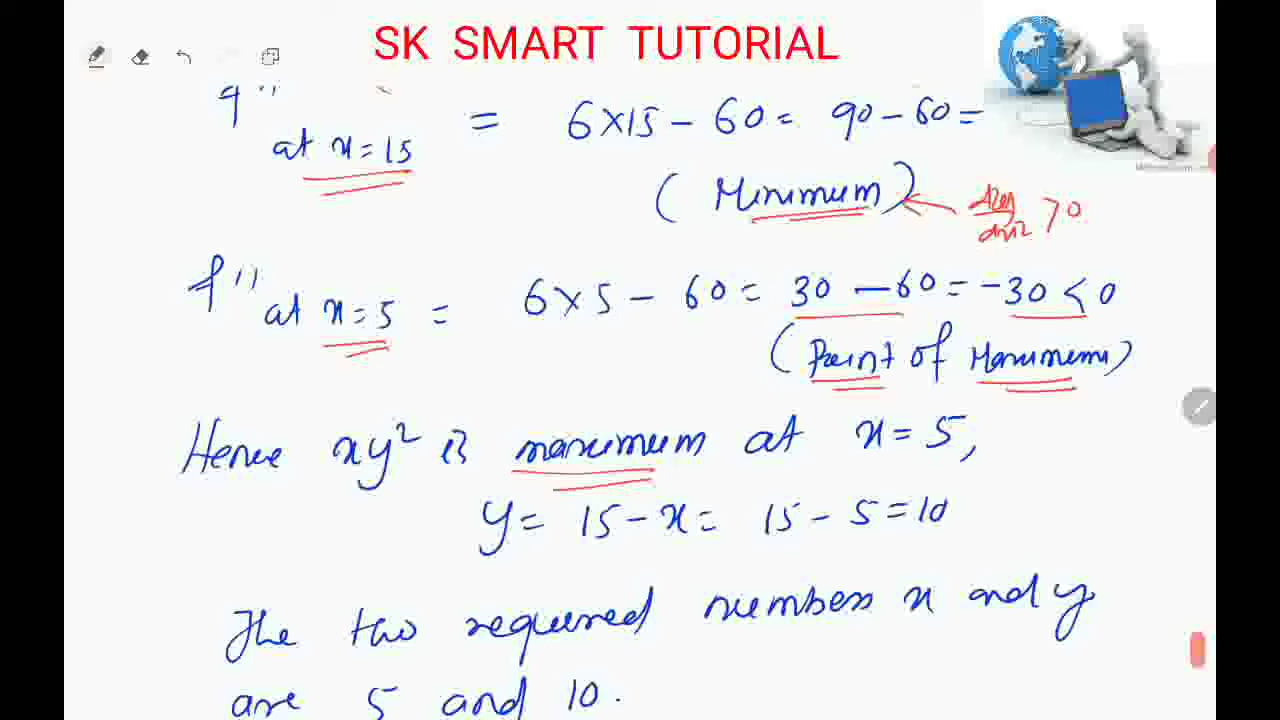 SK SMART TUTORIAL
f'' at x=15 = 6×15 - 60 = 90 - 60 =
(Minimum) > 0
f'' at x=5 = 6×5 - 60 = 30 - 60 = -30 < 0
(Point of Maximum)
Hence xy² is maximum at x = 5,
y = 15 - x = 15 - 5 = 10
The two required numbers x and y
are 5 and 10.